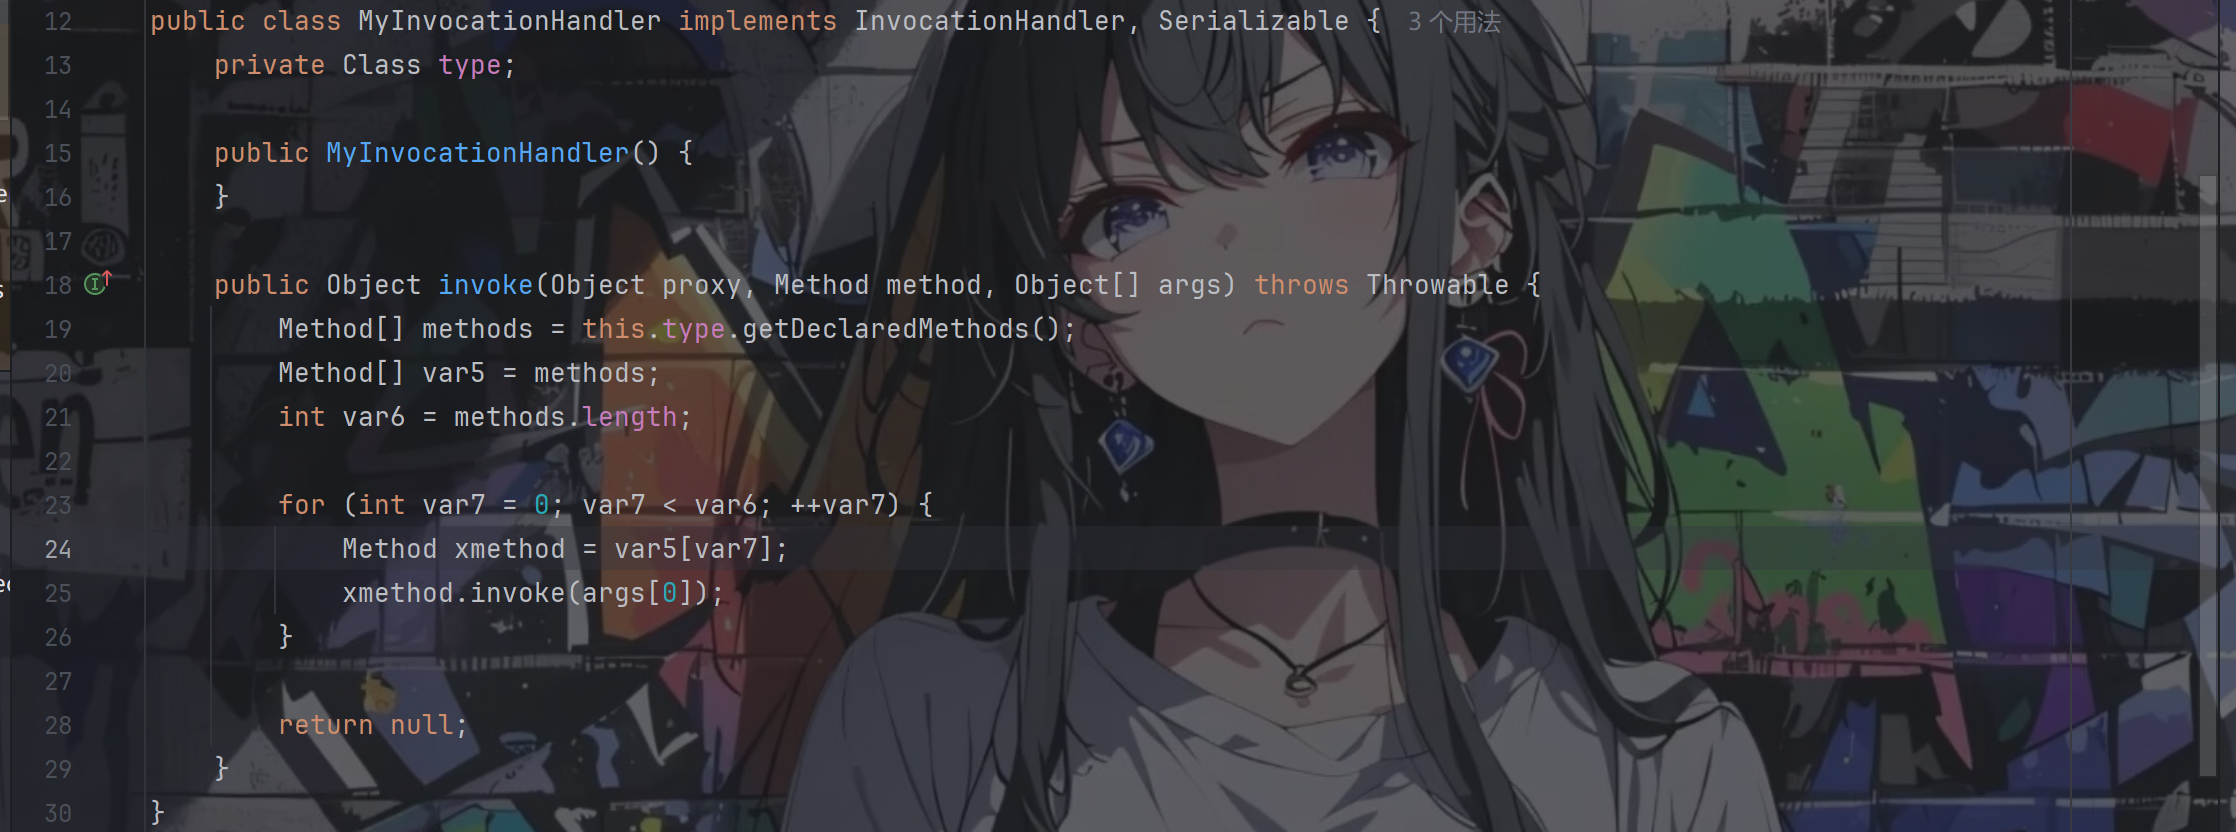 12 public class MyInvocationHandler implements InvocationHandler, Serializable { 3 个用法
13     private Class type;
14
15     public MyInvocationHandler() {
16     }
17
18     public Object invoke(Object proxy, Method method, Object[] args) throws Throwable {
19         Method[] methods = this.type.getDeclaredMethods();
20         Method[] var5 = methods;
21         int var6 = methods.length;
22
23         for (int var7 = 0; var7 < var6; ++var7) {
24             Method xmethod = var5[var7];
25             xmethod.invoke(args[0]);
26         }
27
28         return null;
29     }
30 }